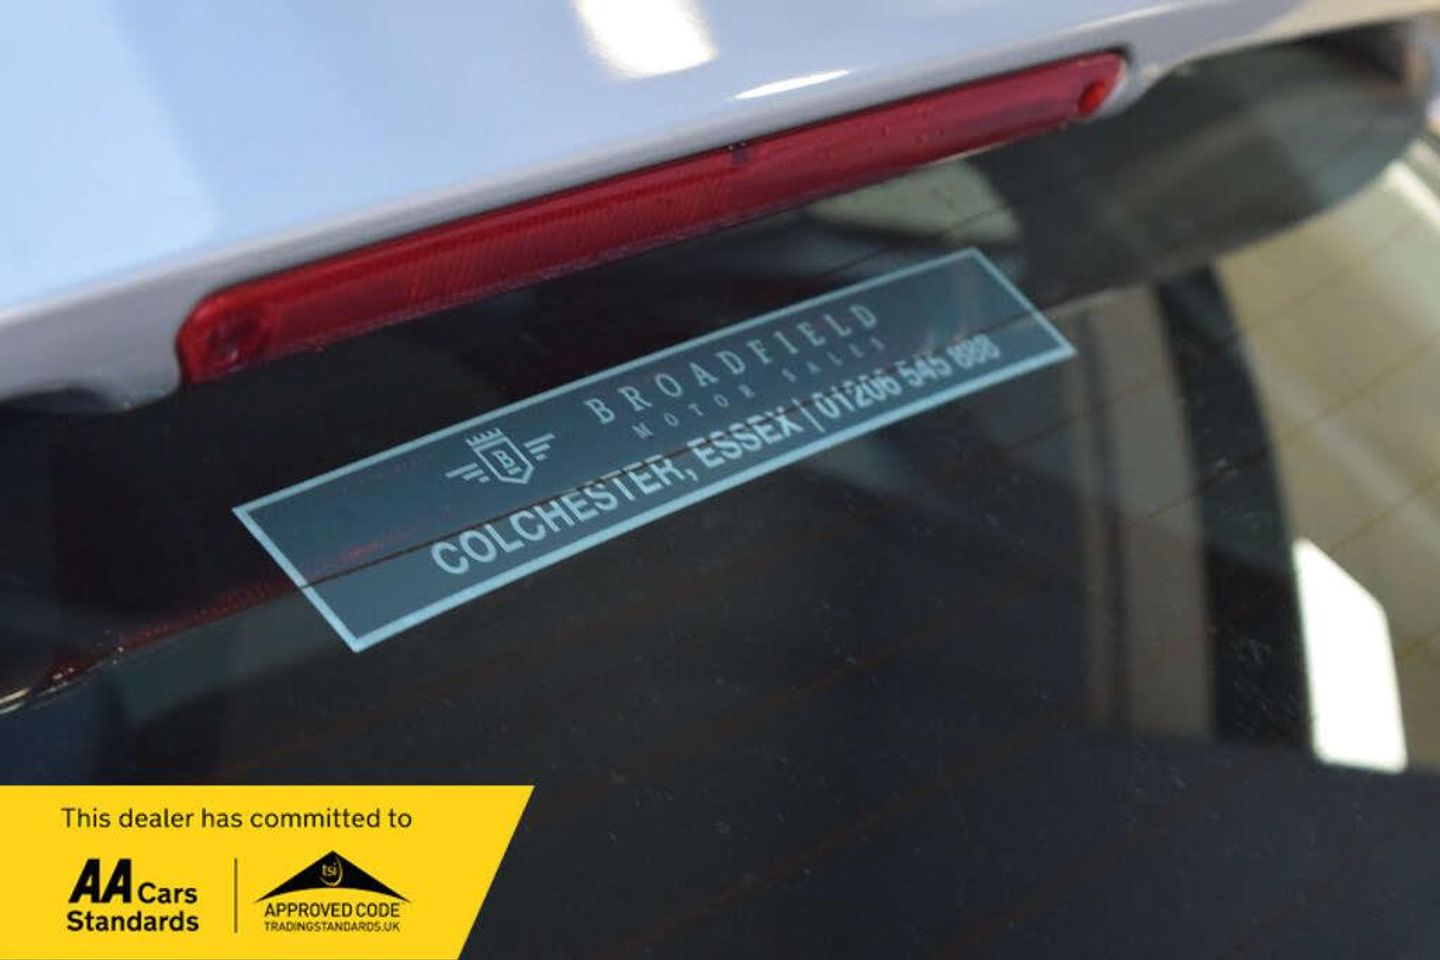 B
BROADFIELD
MOTOR SALES
COLCHESTER, ESSEX | 01206 545 888
This dealer has committed to
AA Cars
Standards
tsi
APPROVED CODE
TRADINGSTANDARDS.UK